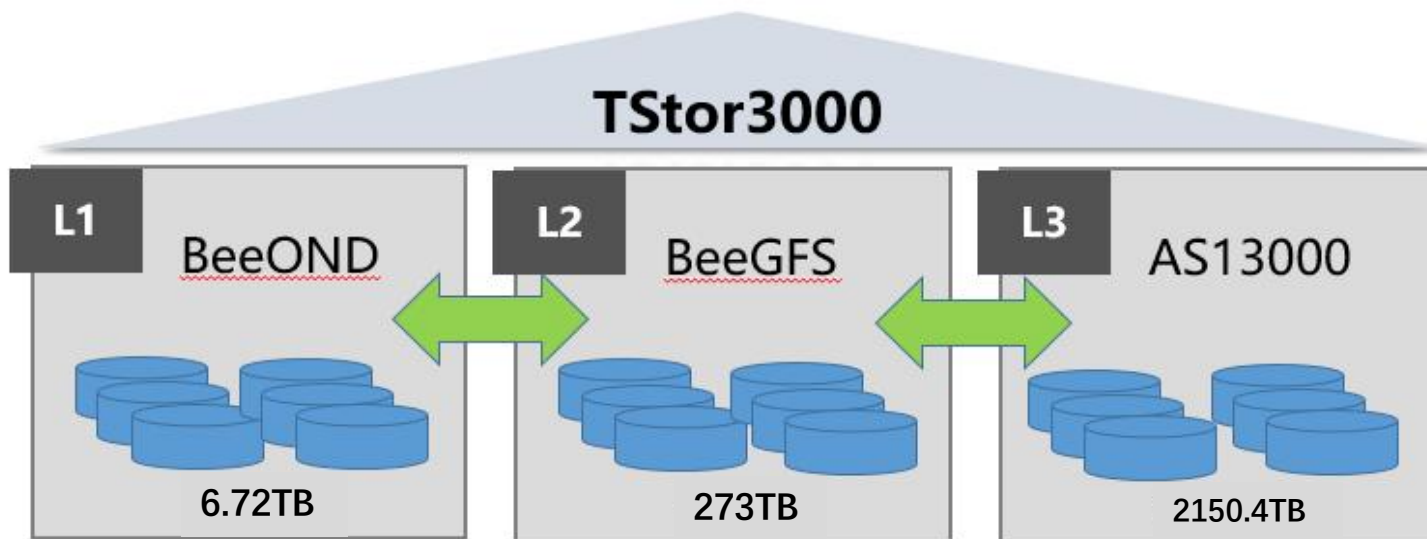 TStor3000
L1
BeeOND
6.72TB
L2
BeeGFS
273TB
L3
AS13000
2150.4TB